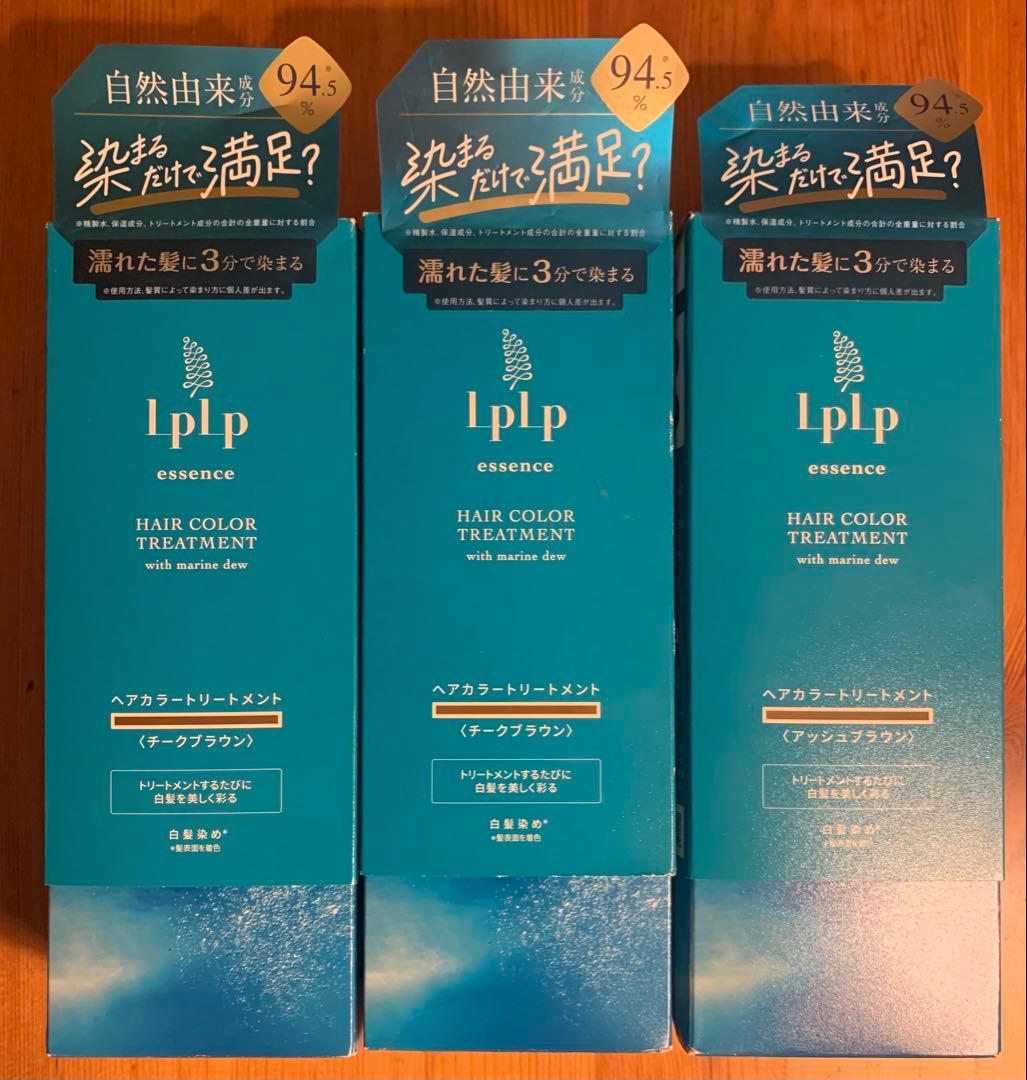 自然由来成分 94.5%※
染まるだけで満足?
※精製水、保湿成分、トリートメント成分の合計の全重量に対する割合
濡れた髪に3分で染まる
※使用方法、髪質によって染まり方に個人差が出ます。
LpLp
essence
HAIR COLOR
TREATMENT
with marine dew
ヘアカラートリートメント
〈チークブラウン〉
トリートメントするたびに
白髪を美しく彩る
白髪染め*
*髪表面を着色
自然由来成分 94.5%※
染まるだけで満足?
※精製水、保湿成分、トリートメント成分の合計の全重量に対する割合
濡れた髪に3分で染まる
※使用方法、髪質によって染まり方に個人差が出ます。
LpLp
essence
HAIR COLOR
TREATMENT
with marine dew
ヘアカラートリートメント
〈チークブラウン〉
トリートメントするたびに
白髪を美しく彩る
白髪染め*
*髪表面を着色
自然由来成分 94.5%※
染まるだけで満足?
※精製水、保湿成分、トリートメント成分の合計の全重量に対する割合
濡れた髪に3分で染まる
※使用方法、髪質によって染まり方に個人差が出ます。
LpLp
essence
HAIR COLOR
TREATMENT
with marine dew
ヘアカラートリートメント
〈アッシュブラウン〉
トリートメントするたびに
白髪を美しく彩る
白髪染め*
*髪表面を着色